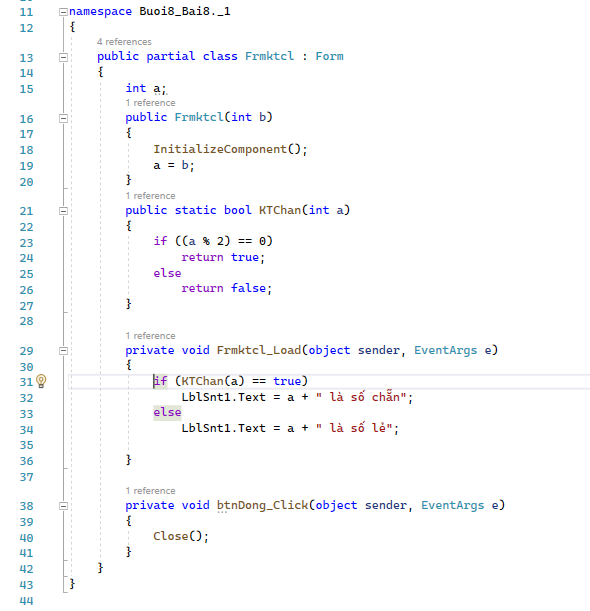 11 namespace Buoi8_Bai8._1
12 {
4 references
13 public partial class Frmktcl : Form
14 {
15 int a;
1 reference
16 public Frmktcl(int b)
17 {
18 InitializeComponent();
19 a = b;
20 }
1 reference
21 public static bool KTChan(int a)
22 {
23 if ((a % 2) == 0)
24 return true;
25 else
26 return false;
27 }
28
1 reference
29 private void Frmktcl_Load(object sender, EventArgs e)
30 {
31 if (KTChan(a) == true)
32 LblSnt1.Text = a + " là số chẵn";
33 else
34 LblSnt1.Text = a + " là số lẻ";
35
36 }
37
1 reference
38 private void btnDong_Click(object sender, EventArgs e)
39 {
40 Close();
41 }
42 }
43 }
44